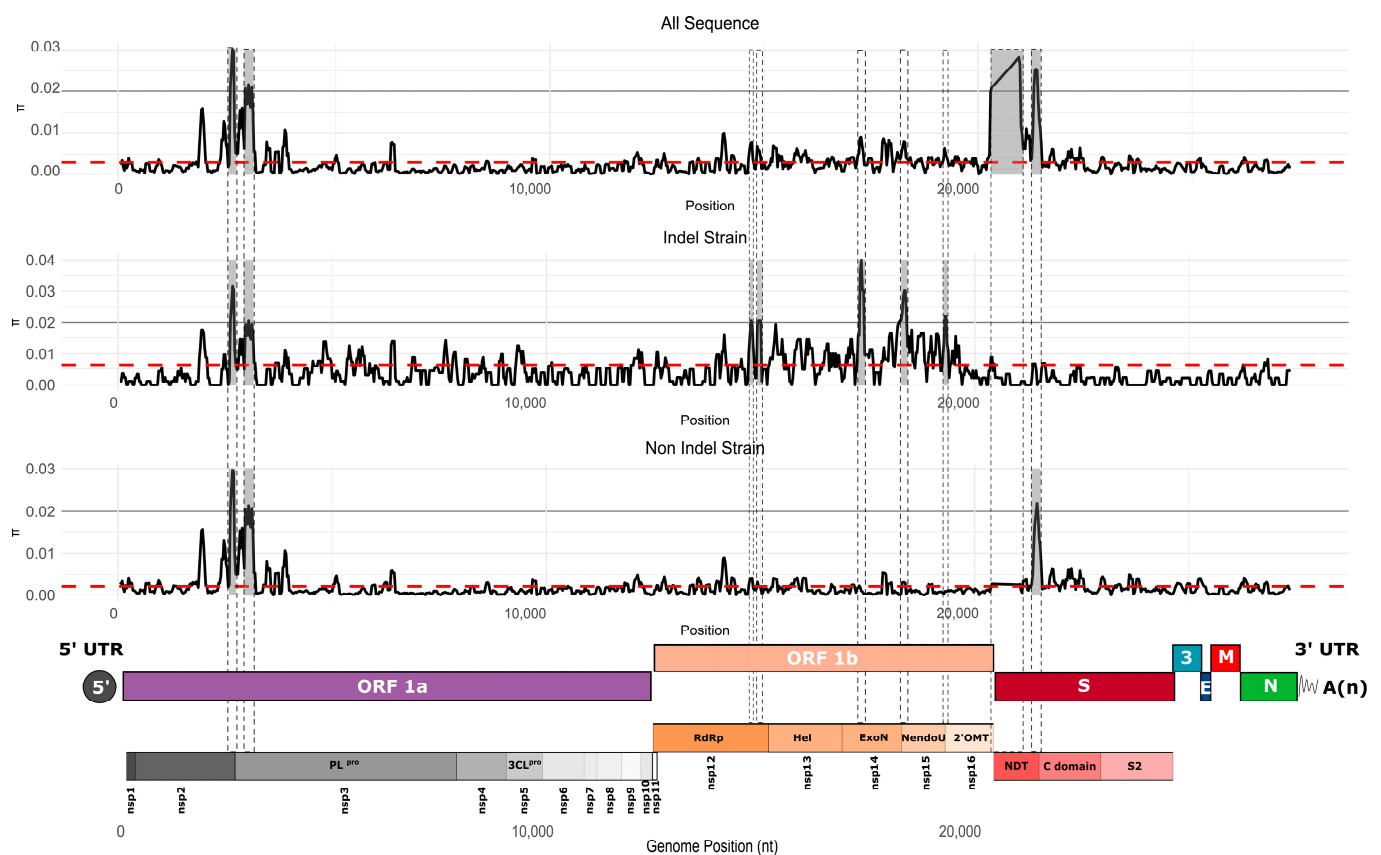 All Sequence
0.03
0.02
0.01
0.00
π
0
10,000
20,000
Position
Indel Strain
0.04
0.03
0.02
0.01
0.00
π
0
10,000
20,000
Position
Non Indel Strain
0.03
0.02
0.01
0.00
π
0
10,000
20,000
Position
5' UTR
3' UTR
ORF 1b
3
M
5'
ORF 1a
S
E
N
A(n)
RdRp
Hel
ExoN
NendoU
2'OMT
PL pro
3CLpro
NDT
C domain
S2
nsp1
nsp2
nsp3
nsp4
nsp5
nsp6
nsp7
nsp8
nsp9
nsp10
nsp11
nsp12
nsp13
nsp14
nsp15
nsp16
0
10,000
20,000
Genome Position (nt)